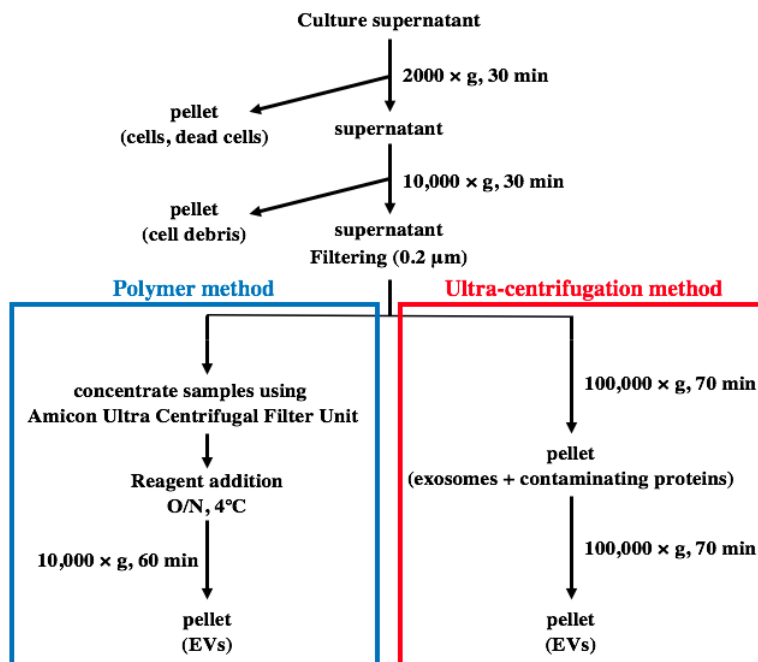 Culture supernatant
2000 × g, 30 min
pellet
(cells, dead cells)
supernatant
10,000 × g, 30 min
pellet
(cell debris)
supernatant
Filtering (0.2 μm)
Polymer method
concentrate samples using
Amicon Ultra Centrifugal Filter Unit
Reagent addition
O/N, 4°C
10,000 × g, 60 min
pellet
(EVs)
Ultra-centrifugation method
100,000 × g, 70 min
pellet
(exosomes + contaminating proteins)
100,000 × g, 70 min
pellet
(EVs)